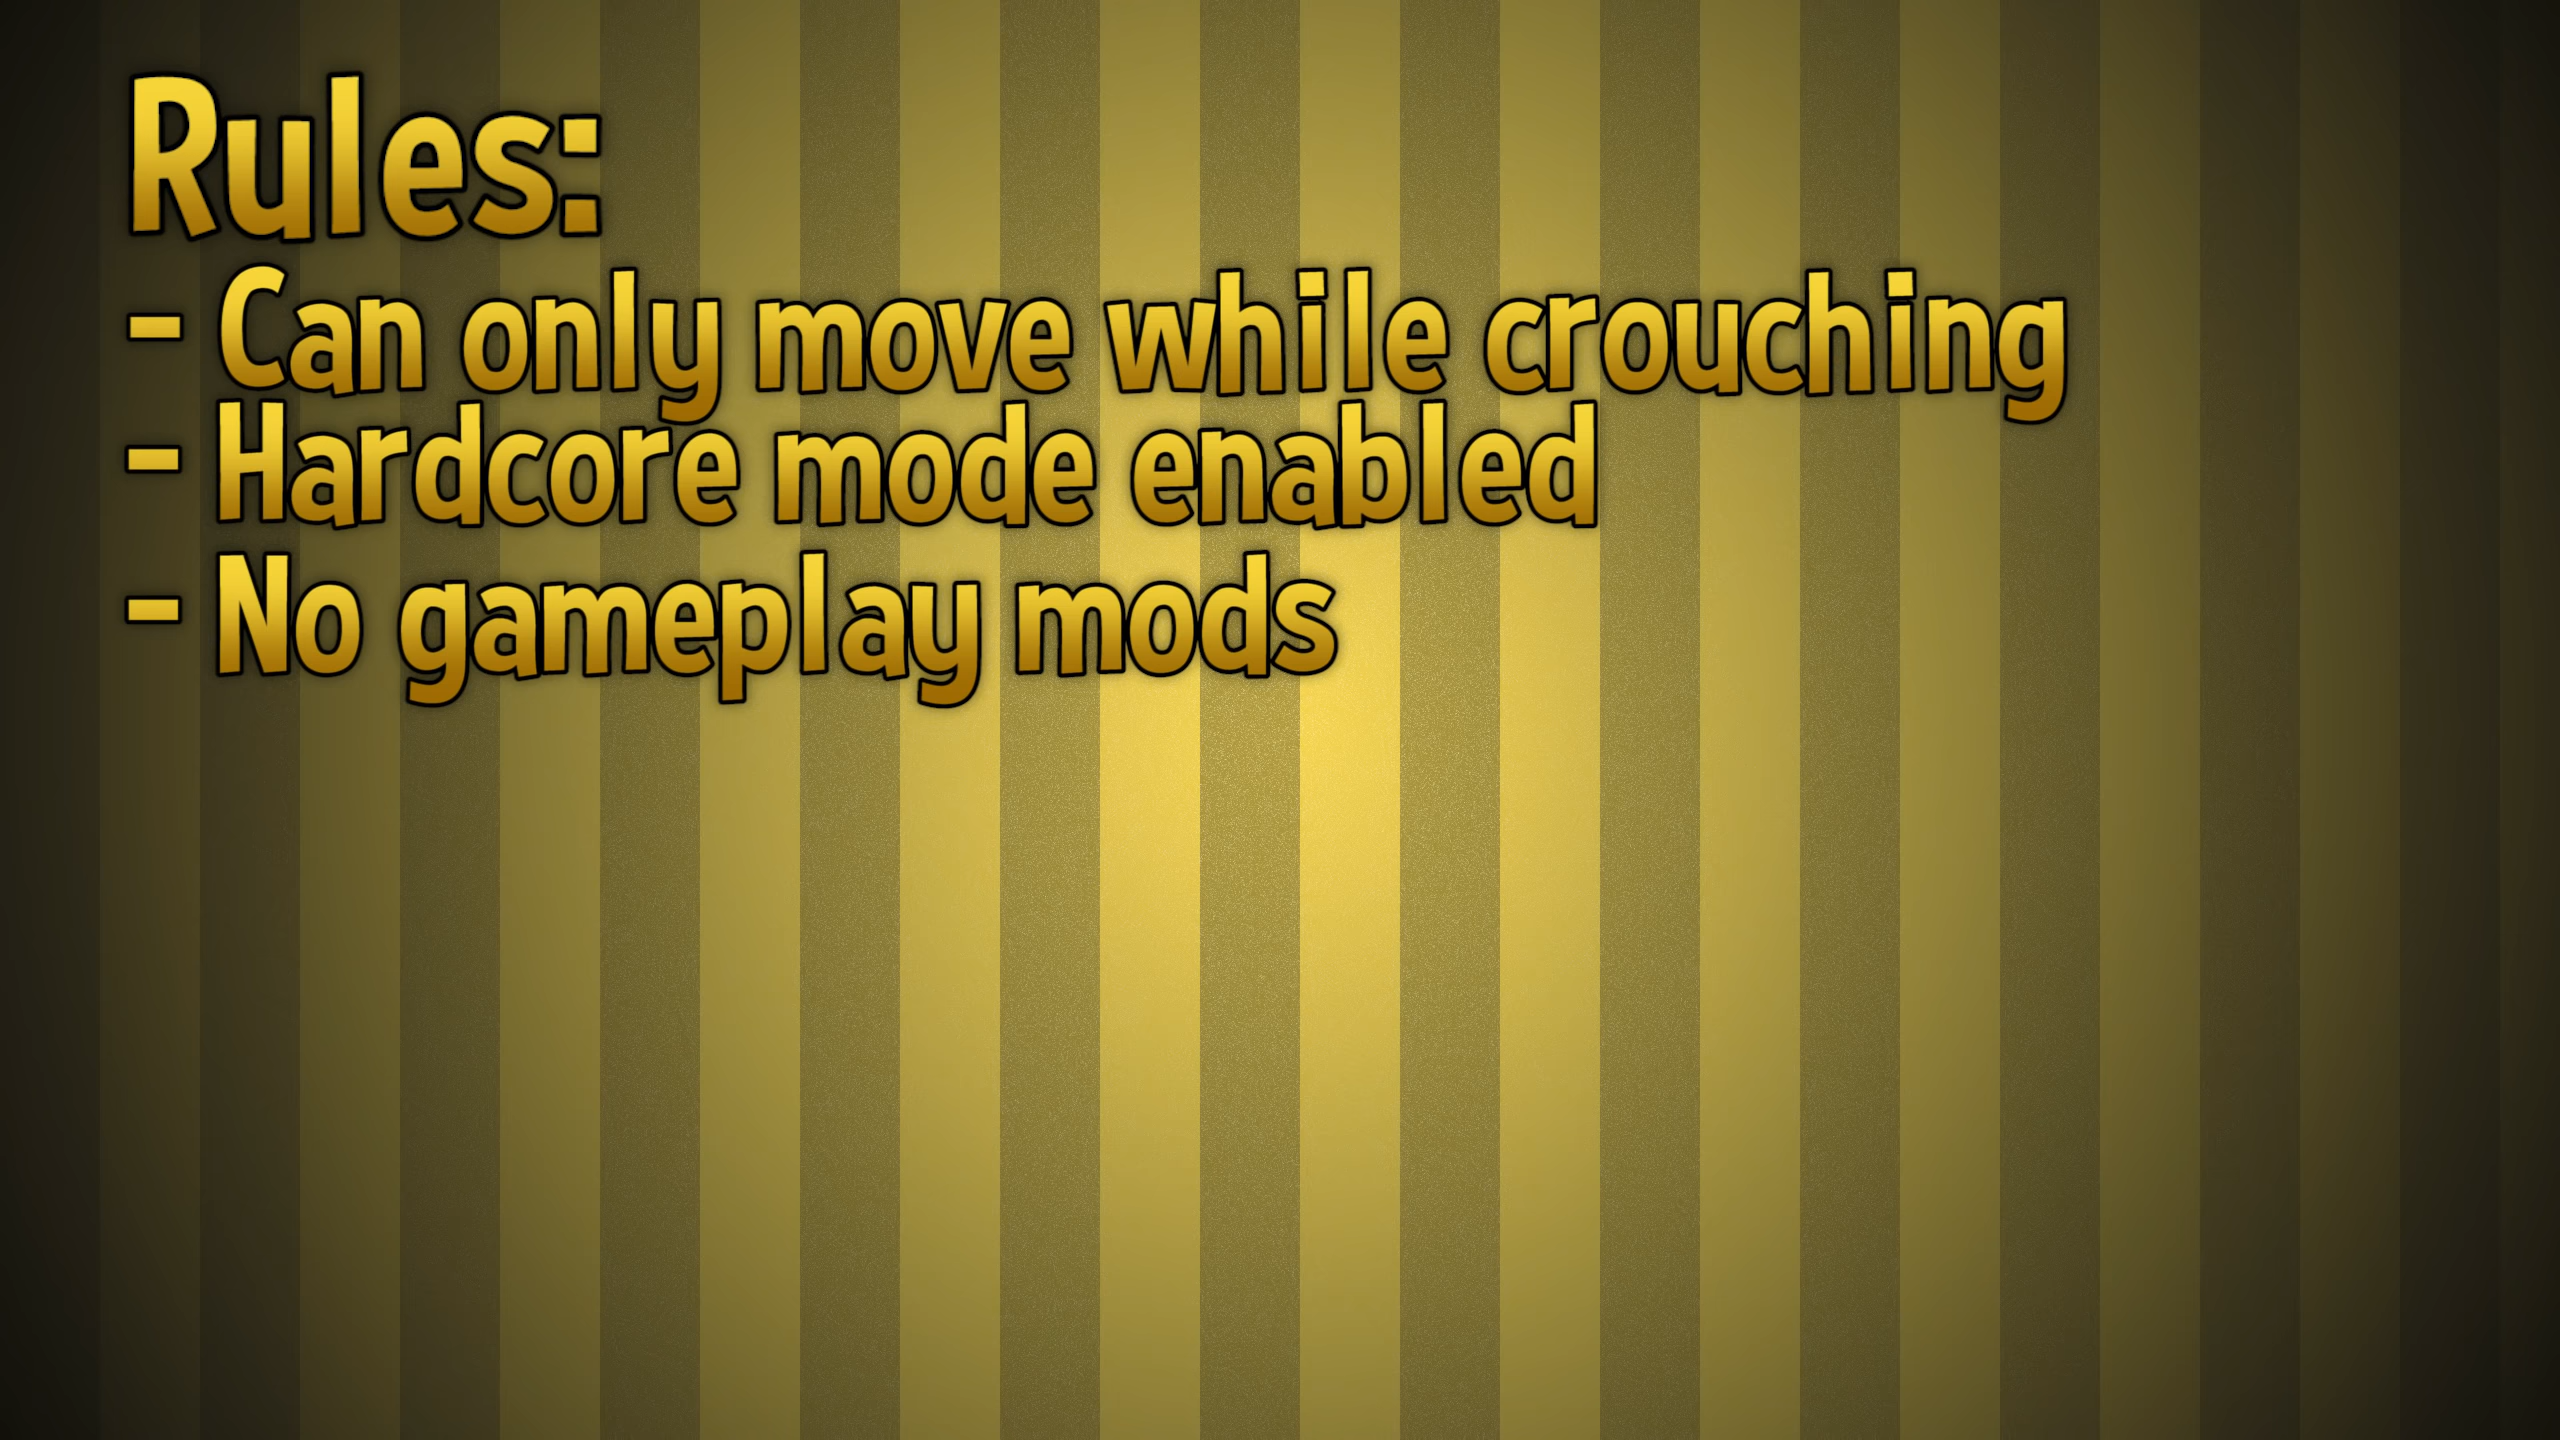 Rules:
- Can only move while crouching
- Hardcore mode enabled
- No gameplay mods